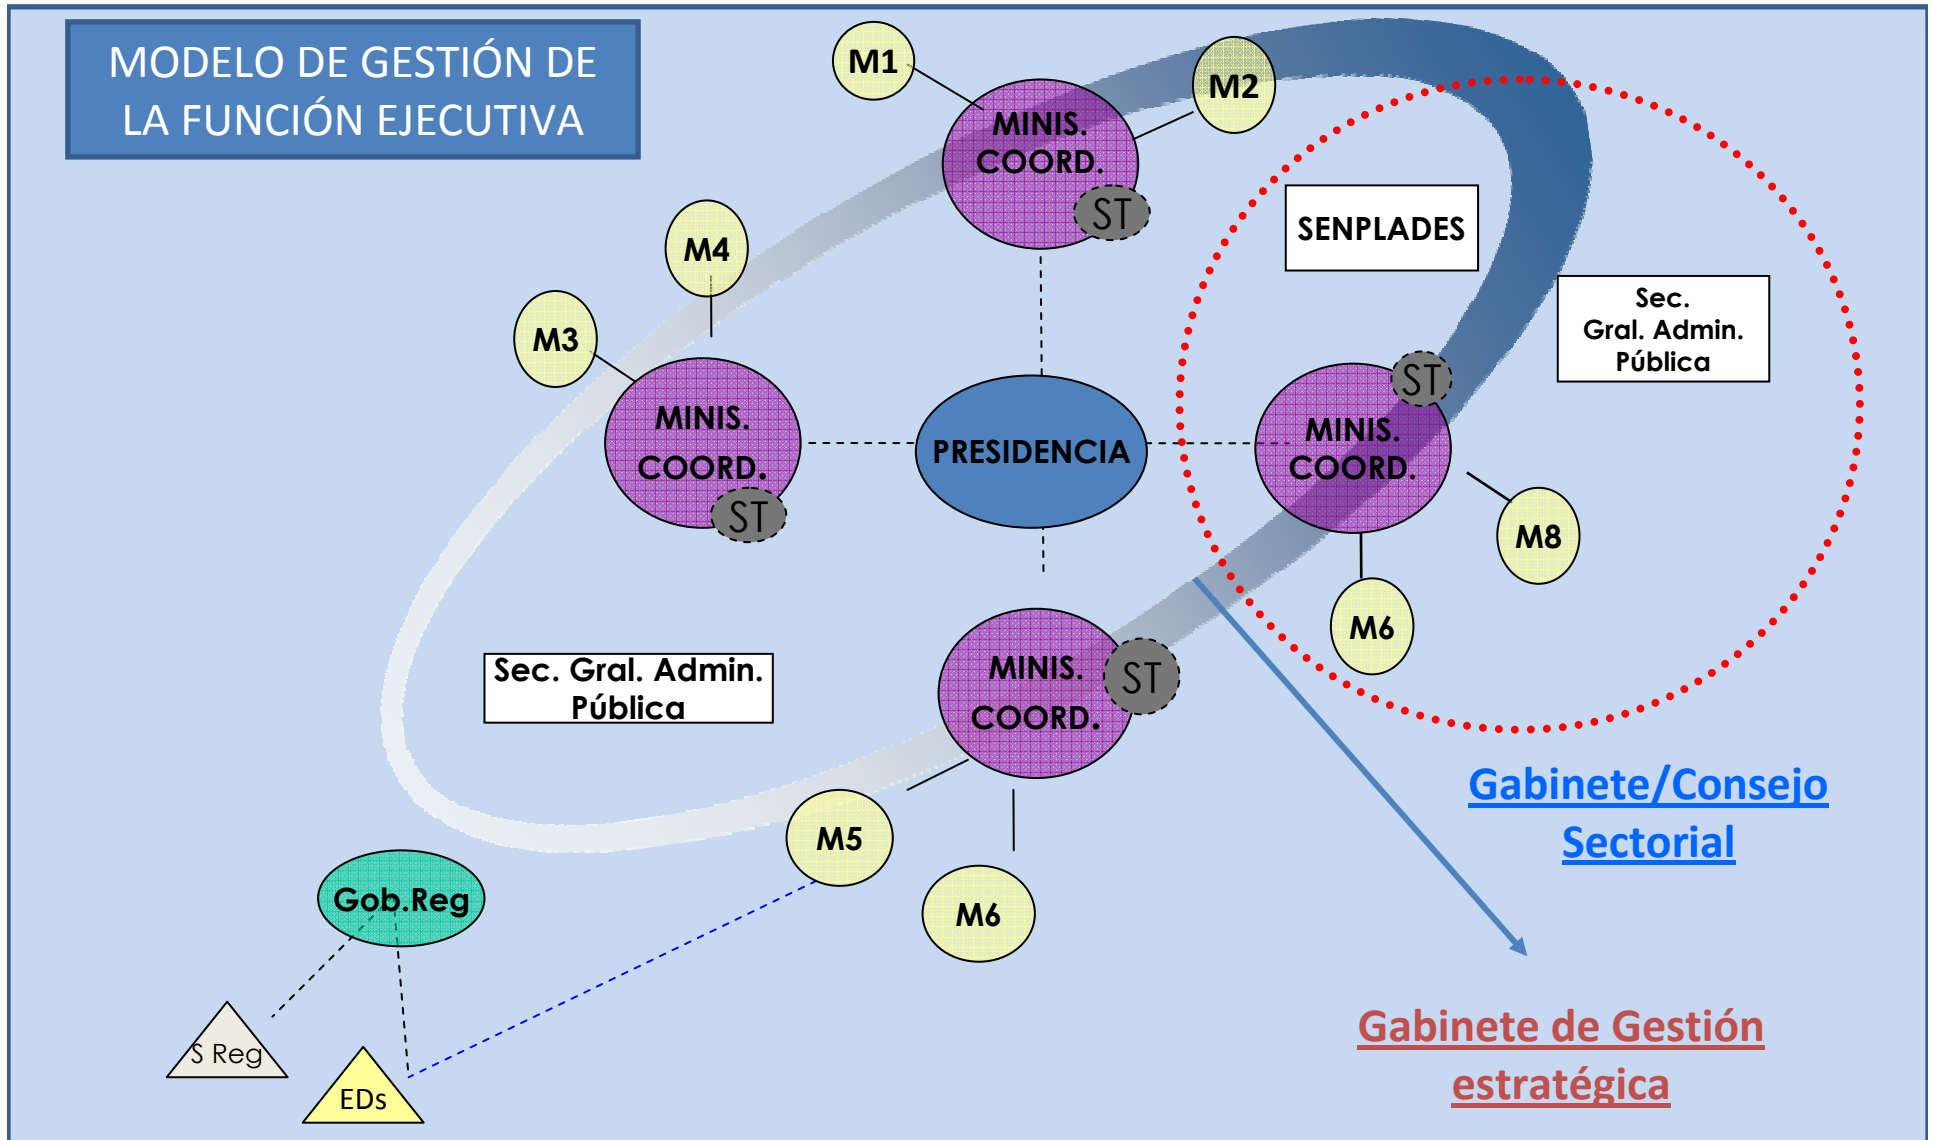 MODELO DE GESTIÓN DE
LA FUNCIÓN EJECUTIVA
M1
M2
MINIS.
COORD.
ST
SENPLADES
M4
M3
Sec.
Gral. Admin.
Pública
MINIS.
COORD.
ST
PRESIDENCIA
MINIS.
COORD.
ST
M8
M6
Sec. Gral. Admin.
Pública
MINIS.
COORD.
ST
Gabinete/Consejo
Sectorial
M5
M6
Gob.Reg
S Reg
EDs
Gabinete de Gestión
estratégica